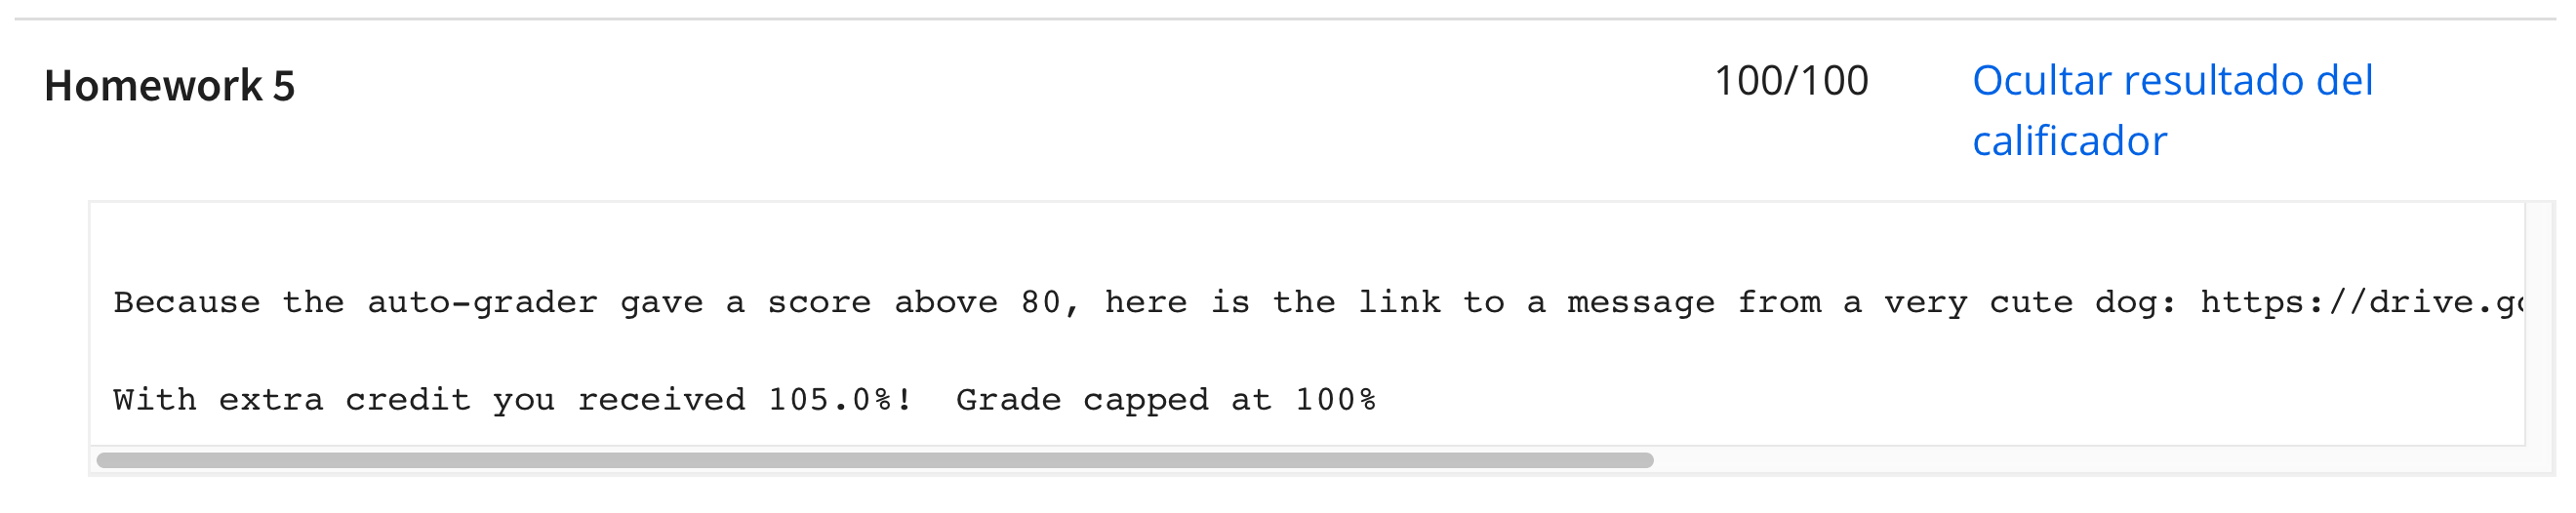 Homework 5
100/100
Ocultar resultado del
calificador
Because the auto-grader gave a score above 80, here is the link to a message from a very cute dog: https://drive.go
With extra credit you received 105.0%!  Grade capped at 100%